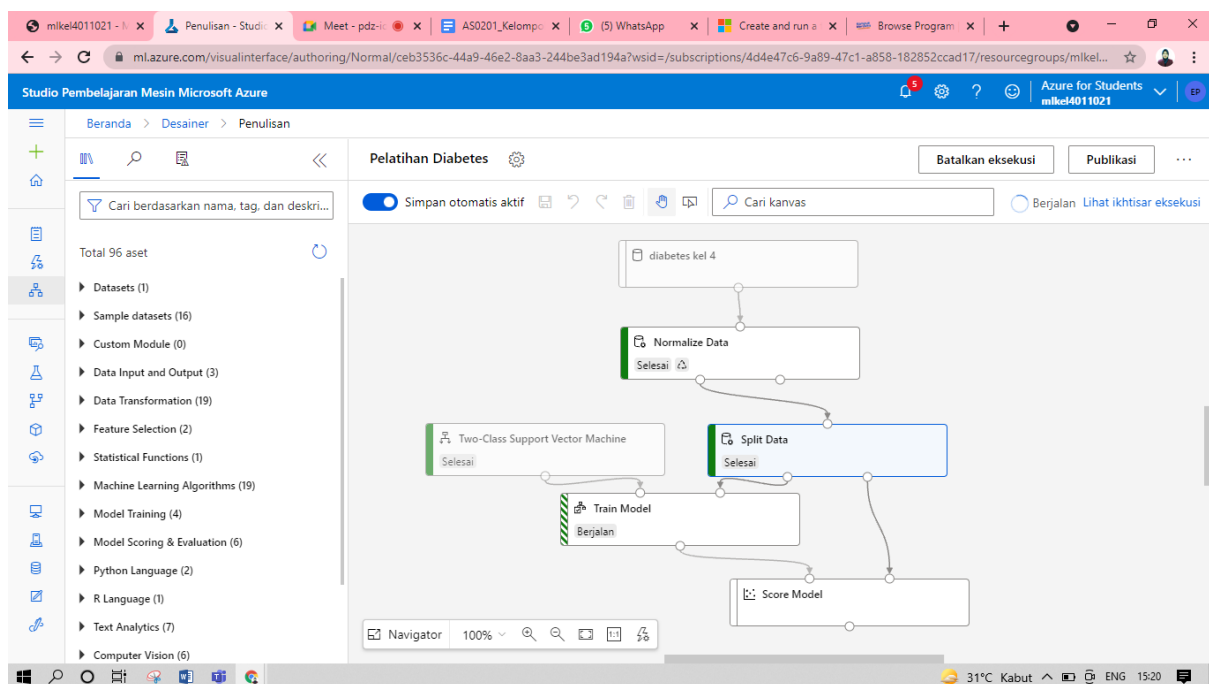 mlkel4011021 - M
Penulisan - Studio
Meet - pdz-ic
AS0201_Kelompo
(5) WhatsApp
Create and run a
Browse Program
ml.azure.com/visualinterface/authoring/Normal/ceb3536c-44a9-46e2-8aa3-244be3ad194a?wsid=/subscriptions/4d4e47c6-9a89-47c1-a858-182852ccad17/resourcegroups/mlkel...
Studio Pembelajaran Mesin Microsoft Azure
5
Azure for Students
mlkel4011021
EP
Beranda > Desainer > Penulisan
Pelatihan Diabetes
Batalkan eksekusi
Publikasi
...
Cari berdasarkan nama, tag, dan deskri...
Simpan otomatis aktif
Cari kanvas
Berjalan Lihat ikhtisar eksekusi
Total 96 aset
Datasets (1)
Sample datasets (16)
Custom Module (0)
Data Input and Output (3)
Data Transformation (19)
Feature Selection (2)
Statistical Functions (1)
Machine Learning Algorithms (19)
Model Training (4)
Model Scoring & Evaluation (6)
Python Language (2)
R Language (1)
Text Analytics (7)
Computer Vision (6)
diabetes kel 4
Normalize Data
Selesai
Two-Class Support Vector Machine
Selesai
Split Data
Selesai
Train Model
Berjalan
Score Model
Navigator 100% 1:1
31°C Kabut ENG 15:20